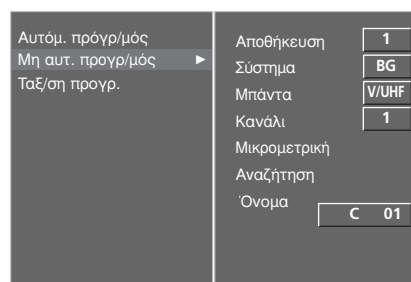 Αυτόμ. πρόγρ/μός
Μη αυτ. προγρ/μός ►
Ταξ/ση προγρ.
Αποθήκευση 1
Σύστημα BG
Μπάντα V/UHF
Κανάλι 1
Μικρομετρική
Αναζήτηση
Όνομα C 01